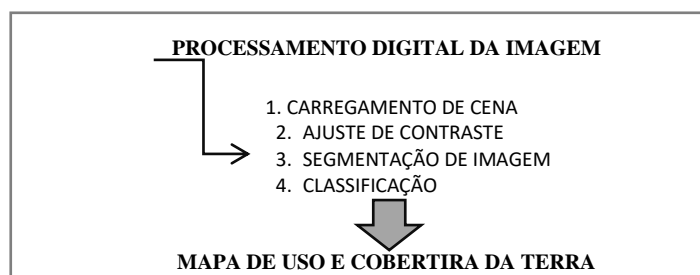 PROCESSAMENTO DIGITAL DA IMAGEM
1. CARREGAMENTO DE CENA
2. AJUSTE DE CONTRASTE
3. SEGMENTAÇÃO DE IMAGEM
4. CLASSIFICAÇÃO
MAPA DE USO E COBERTIRA DA TERRA